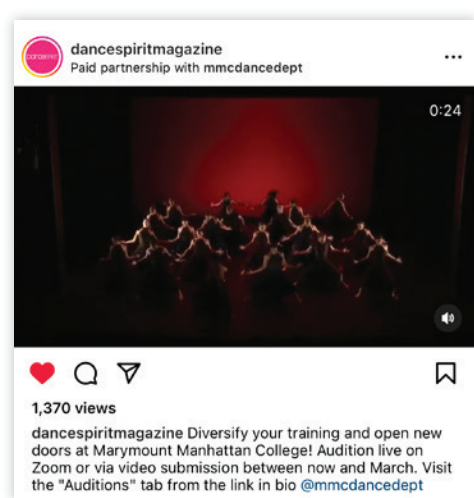 dancespiritmagazine
Paid partnership with mmcdancedept
0:24
1,370 views
dancespiritmagazine Diversify your training and open new
doors at Marymount Manhattan College! Audition live on
Zoom or via video submission between now and March. Visit
the "Auditions" tab from the link in bio @mmcdancedept